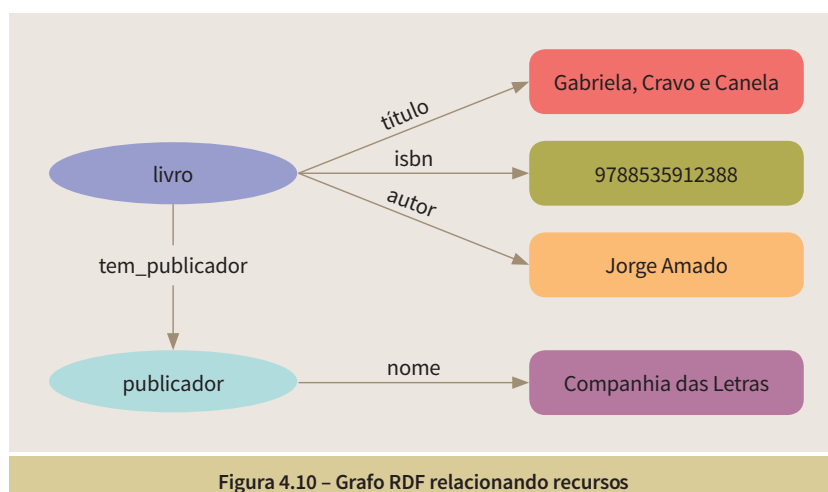 Gabriela, Cravo e Canela
título
livro
isbn
9788535912388
autor
Jorge Amado
tem_publicador
publicador
nome
Companhia das Letras
Figura 4.10 – Grafo RDF relacionando recursos